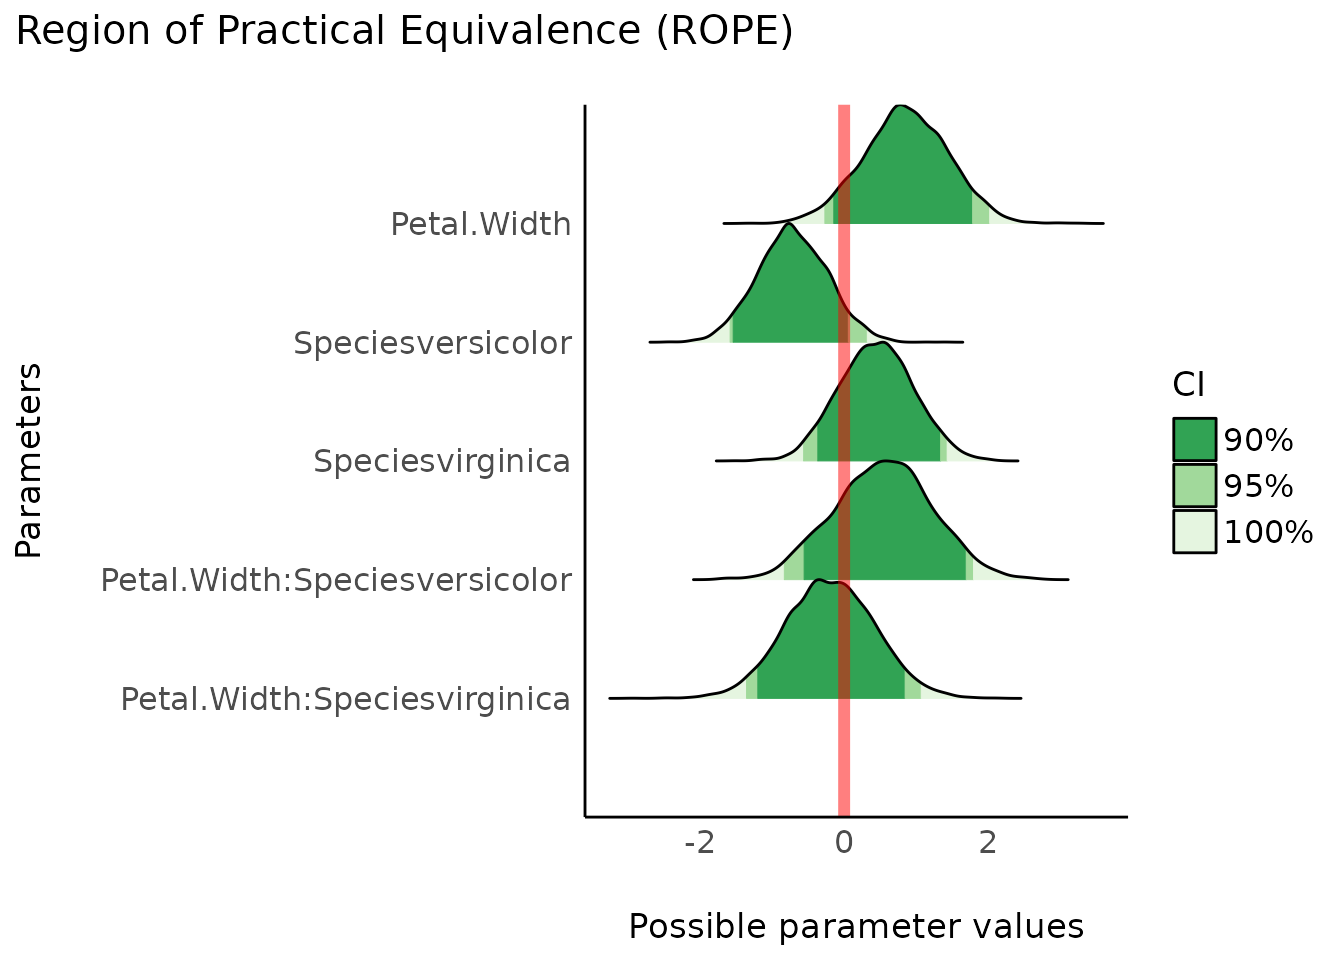 Region of Practical Equivalence (ROPE)
Parameters
Petal.Width
Speciesversicolor
Speciesvirginica
Petal.Width:Speciesversicolor
Petal.Width:Speciesvirginica
-2 0 2
Possible parameter values
CI
90%
95%
100%